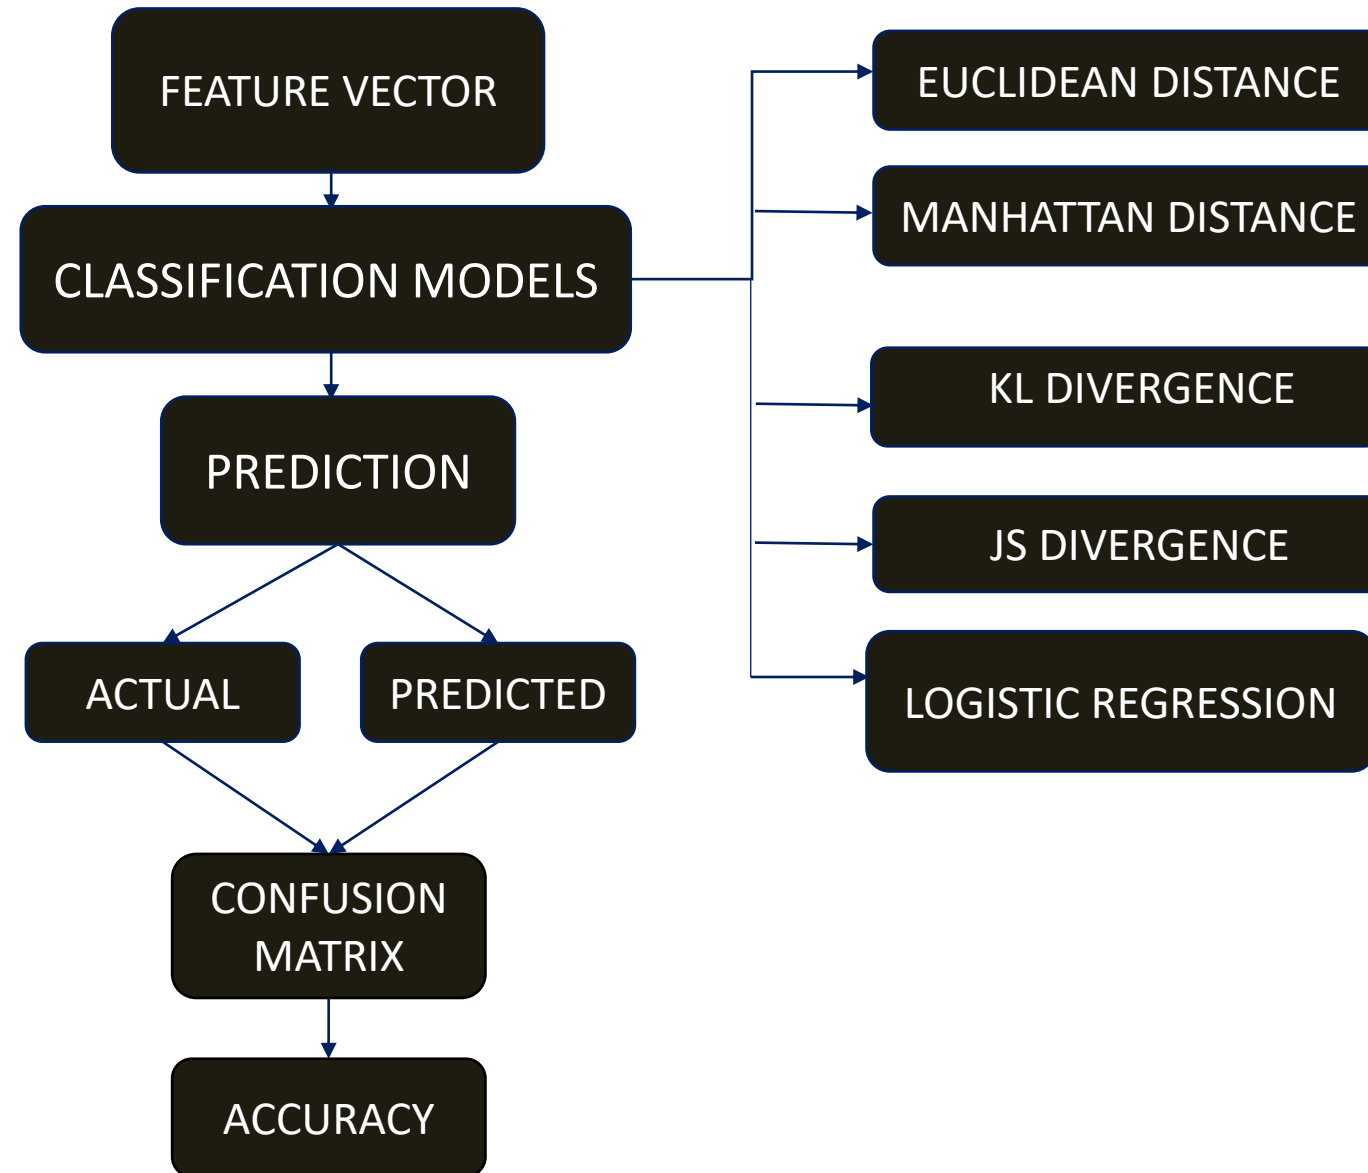 FEATURE VECTOR
CLASSIFICATION MODELS
PREDICTION
ACTUAL
PREDICTED
CONFUSION
MATRIX
ACCURACY
EUCLIDEAN DISTANCE
MANHATTAN DISTANCE
KL DIVERGENCE
JS DIVERGENCE
LOGISTIC REGRESSION